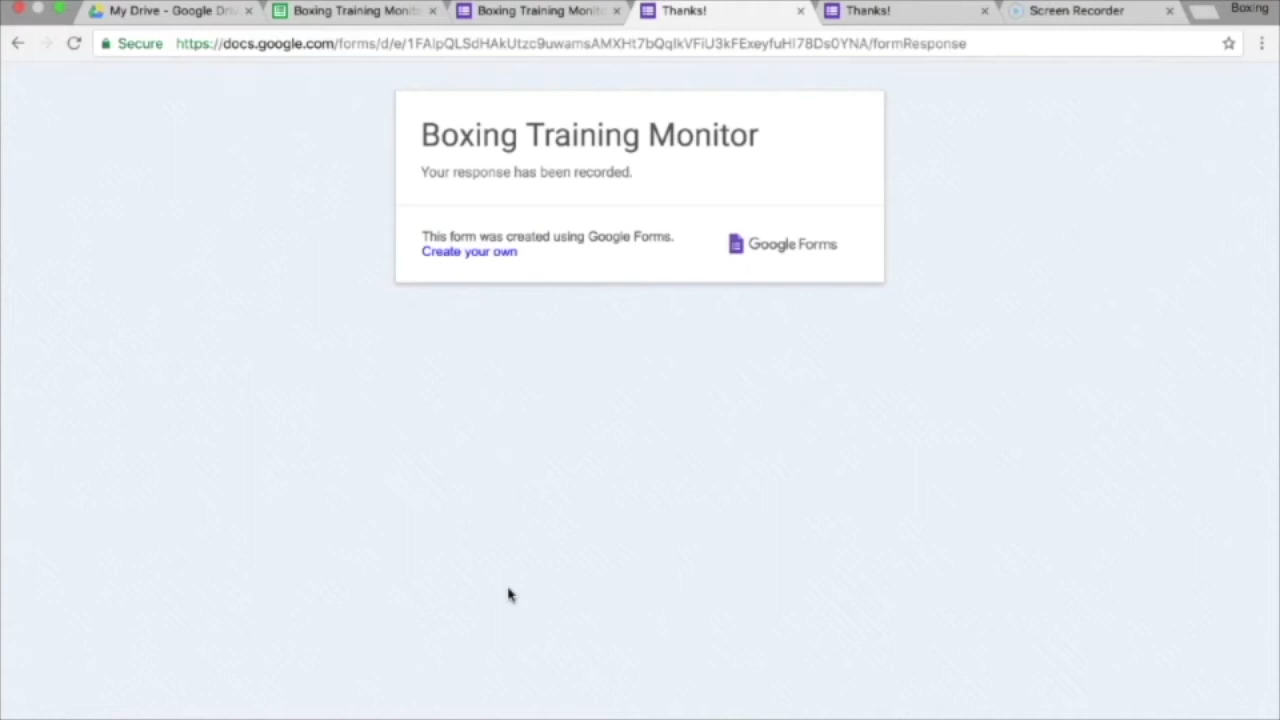 My Drive - Google Dri
Boxing Training Monit
Boxing Training Monito
Thanks!
Thanks!
Screen Recorder
Boxing
Secure
https://docs.google.com/forms/d/e/1FAIpQLSdHAkUtzc9uwamsAMXHt7bQqlkVFiU3kFExeyfuHl78Ds0YNA/formResponse
Boxing Training Monitor
Your response has been recorded.
This form was created using Google Forms.
Create your own
Google Forms